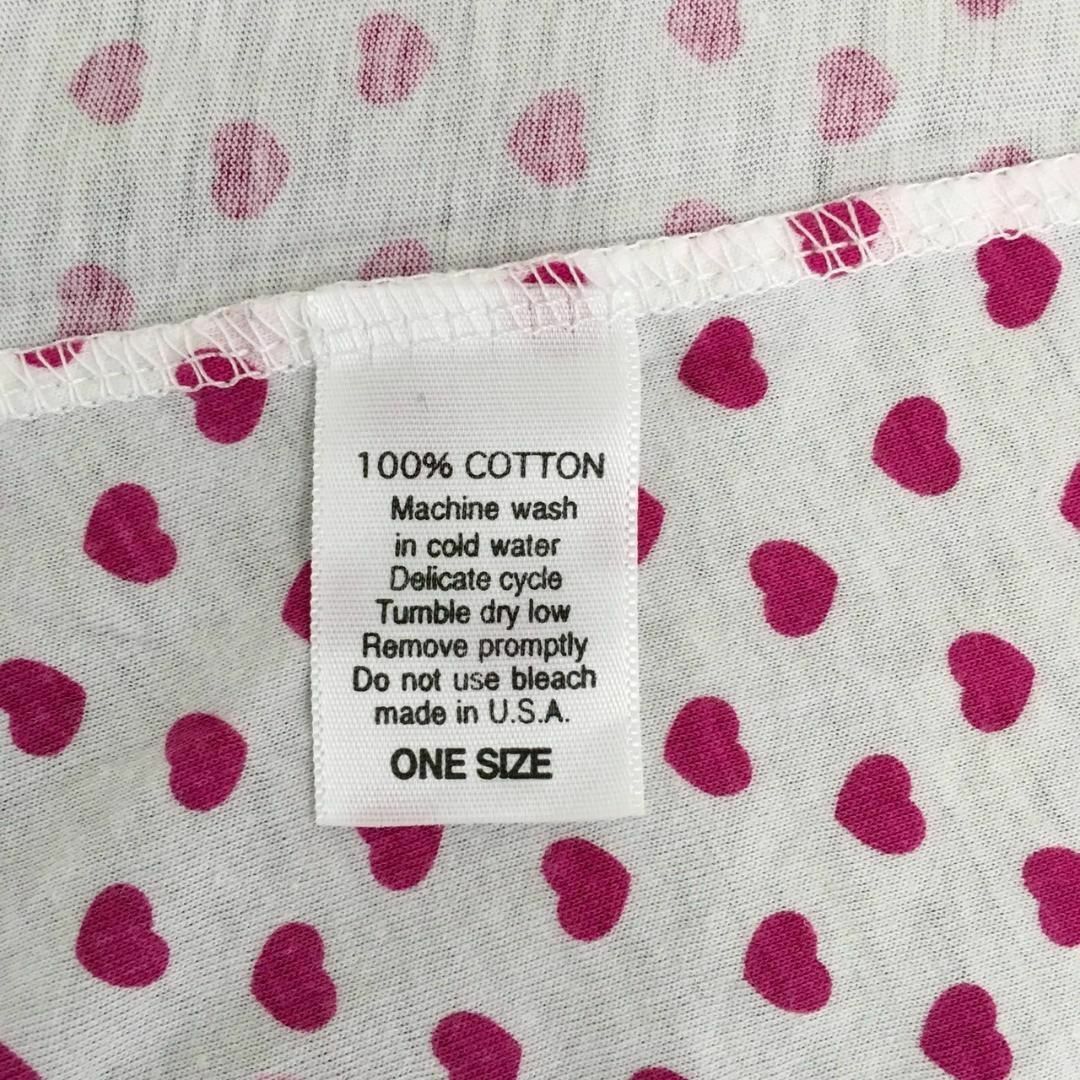 100% COTTON
Machine wash
in cold water
Delicate cycle
Tumble dry low
Remove promptly
Do not use bleach
made in U.S.A.
ONE SIZE